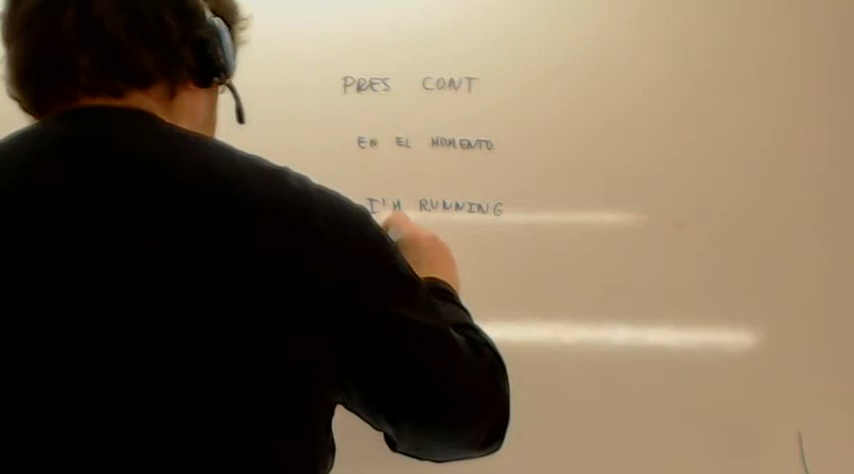 PRES CONT
EN EL MOMENTO
I'M RUNNING